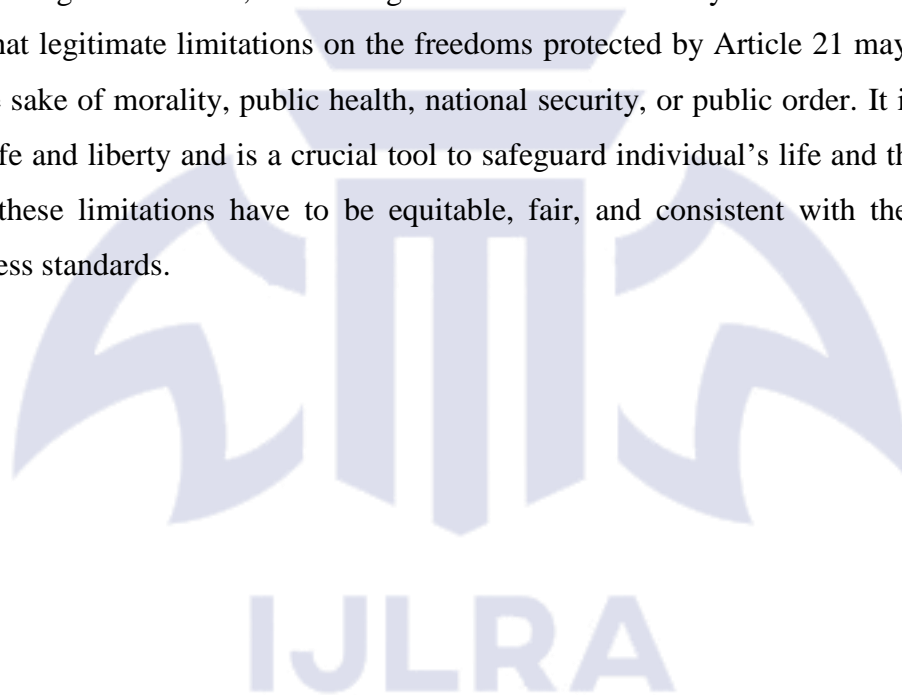 hat legitimate limitations on the freedoms protected by Article 21 may
sake of morality, public health, national security, or public order. It i
fe and liberty and is a crucial tool to safeguard individual's life and th
these limitations have to be equitable, fair, and consistent with the
ess standards.
IJLRA